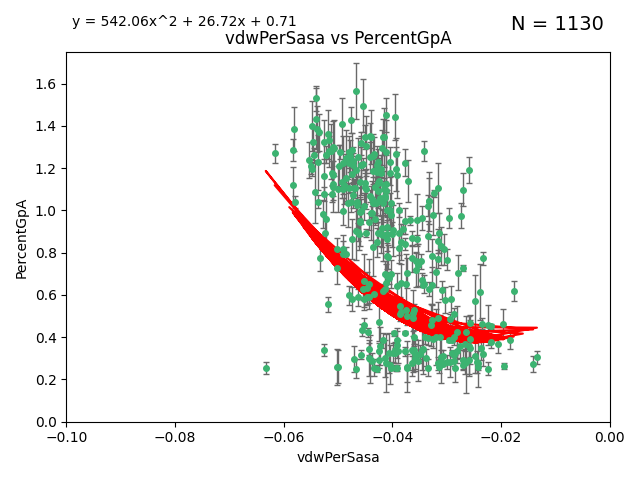 y = 542.06x^2 + 26.72x + 0.71
N = 1130
vdwPerSasa vs PercentGpA
PercentGpA
1.6
1.4
1.2
1.0
0.8
0.6
0.4
0.2
0.0
−0.10 −0.08 −0.06 −0.04 −0.02 0.00
vdwPerSasa